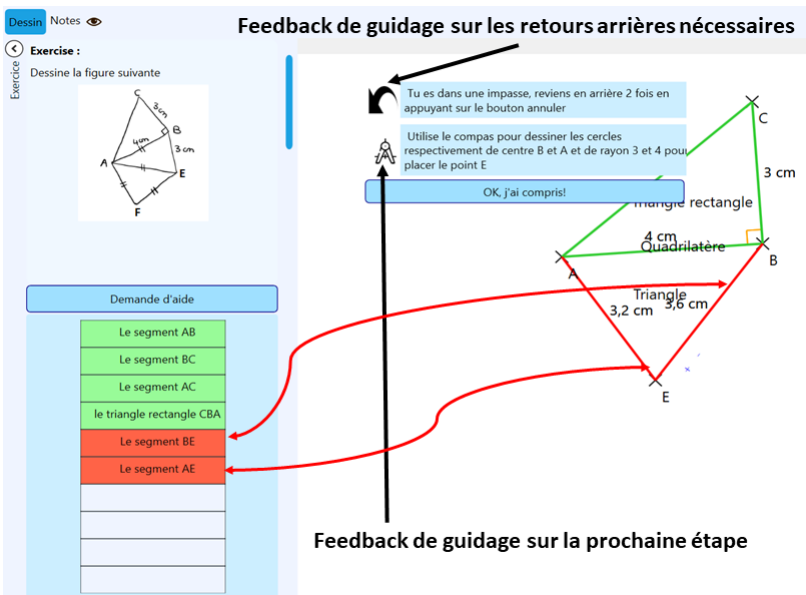 Dessin Notes
Feedback de guidage sur les retours arrières nécessaires
Exercice
Exercise :
Dessine la figure suivante
C
3cm
B
4cm
3cm
A
E
F
Tu es dans une impasse, reviens en arrière 2 fois en
appuyant sur le bouton annuler
Utilise le compas pour dessiner les cercles
respectivement de centre B et A et de rayon 3 et 4 pour
placer le point E
OK, j'ai compris!
C
3 cm
Triangle rectangle
4 cm
Quadrilatère
B
A
Triangle
3,2 cm
3,6 cm
E
Demande d'aide
Le segment AB
Le segment BC
Le segment AC
le triangle rectangle CBA
Le segment BE
Le segment AE
Feedback de guidage sur la prochaine étape